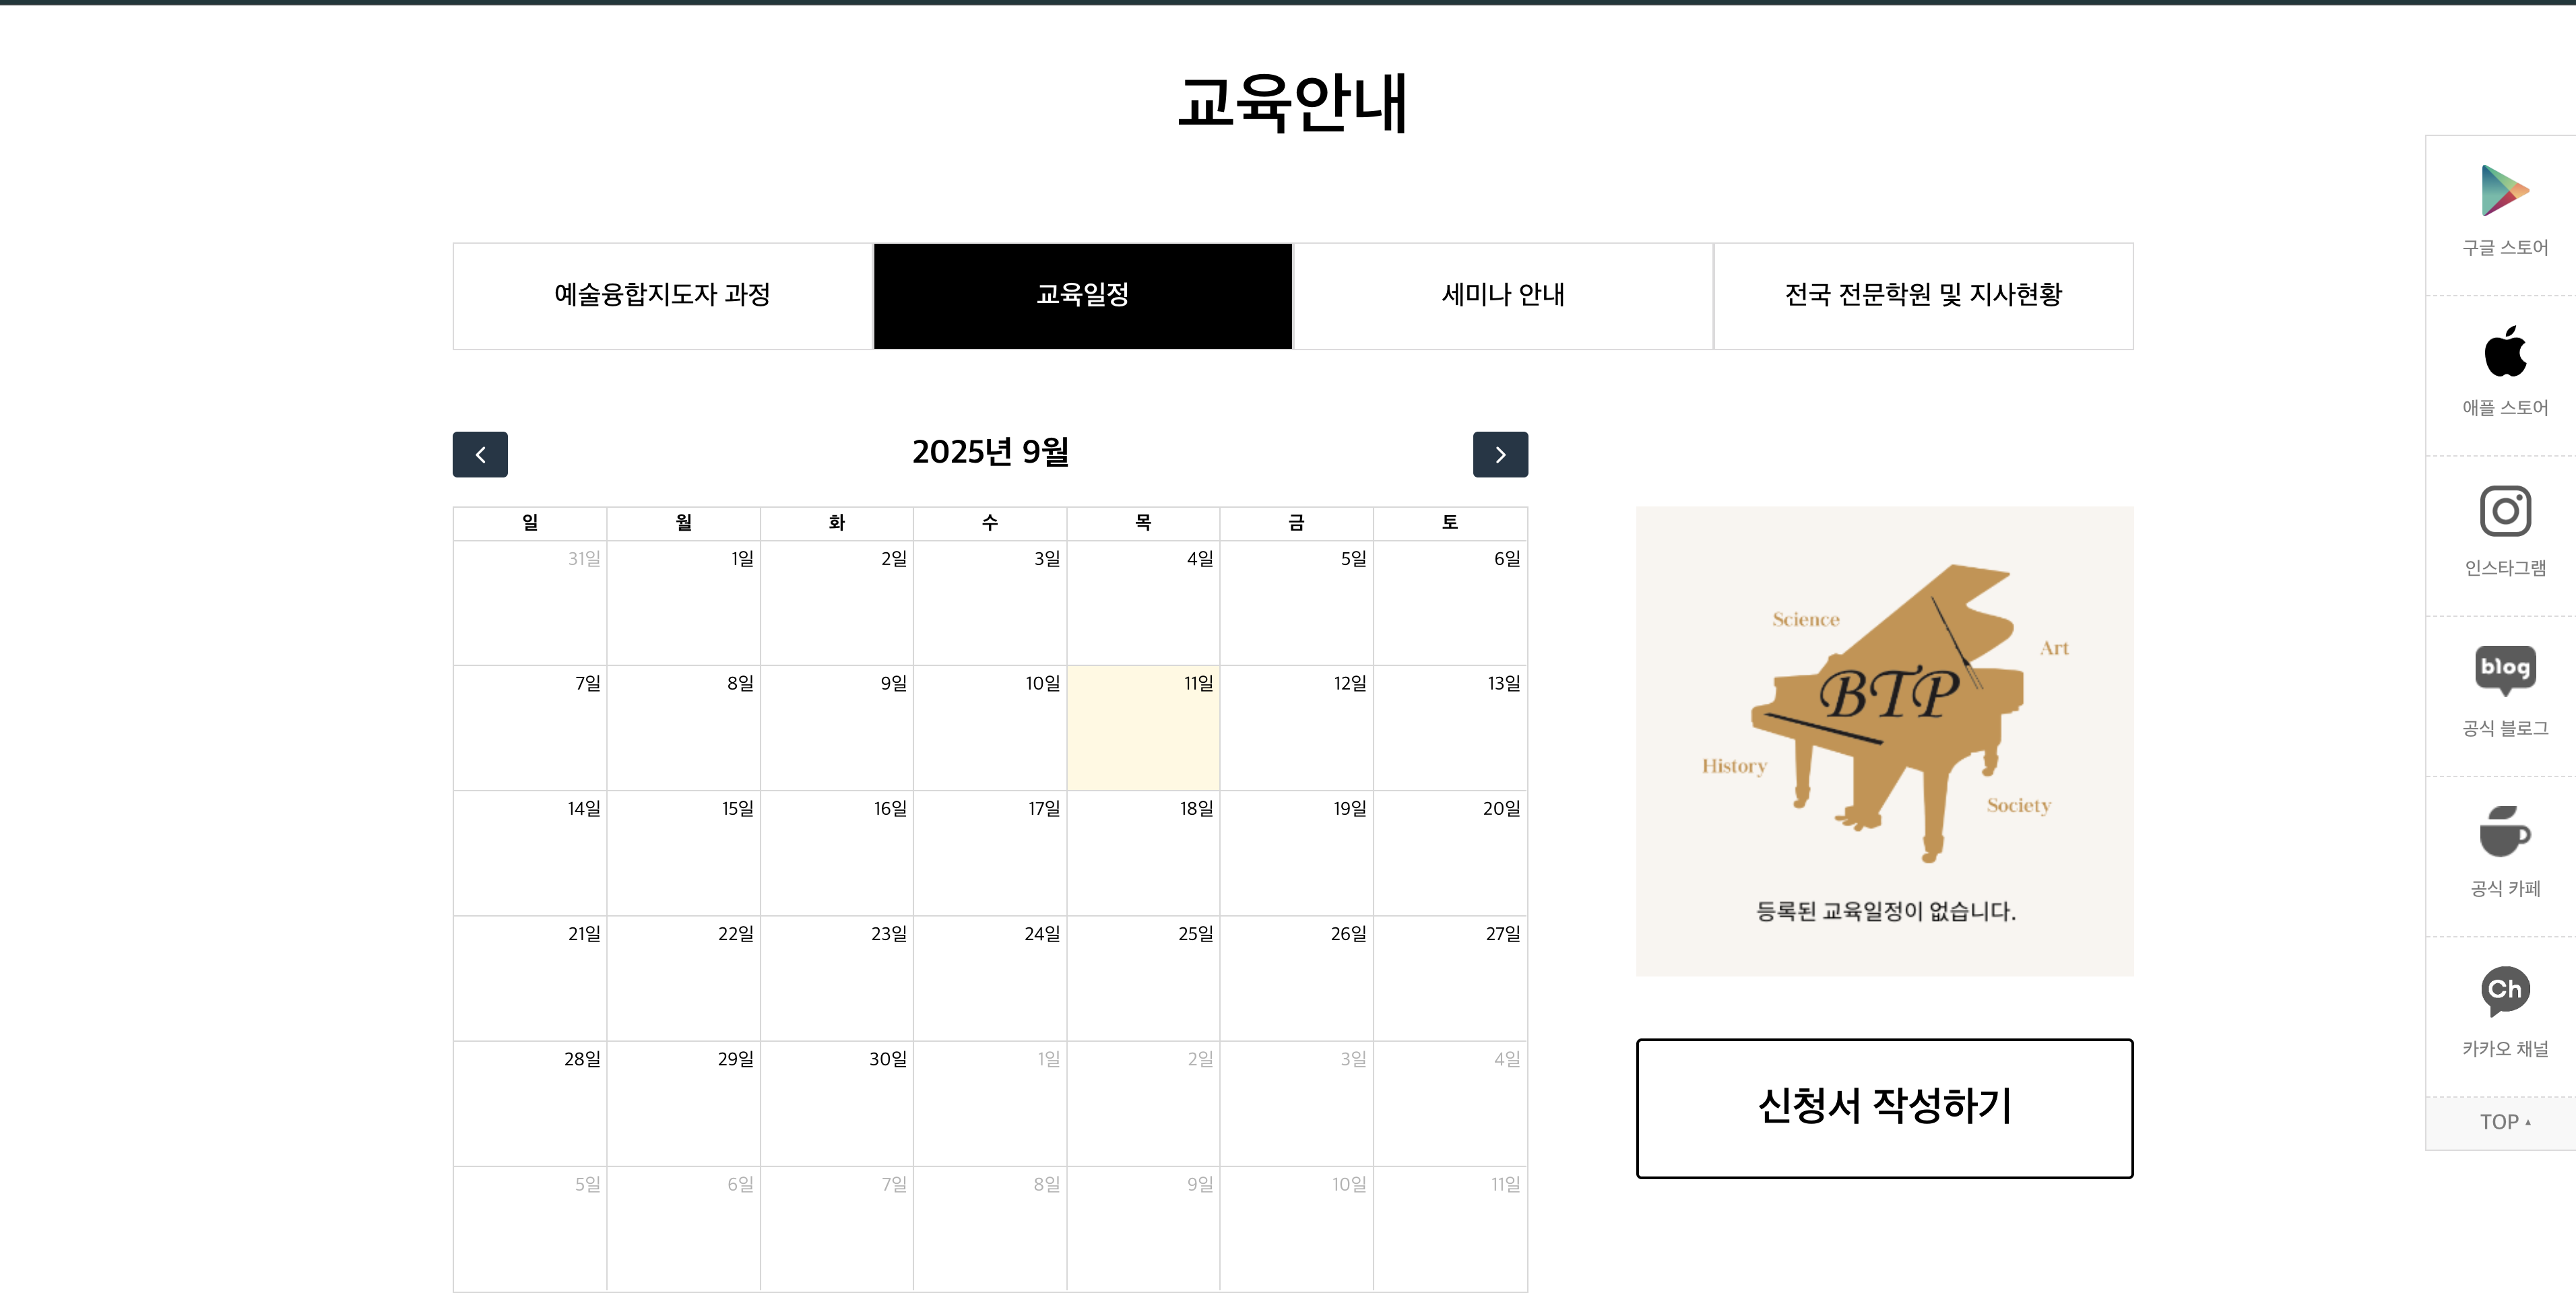 교육안내
예술융합지도자 과정
교육일정
세미나 안내
전국 전문학원 및 지사현황
2025년 9월
일 월 화 수 목 금 토
31일 1일 2일 3일 4일 5일 6일
7일 8일 9일 10일 11일 12일 13일
14일 15일 16일 17일 18일 19일 20일
21일 22일 23일 24일 25일 26일 27일
28일 29일 30일 1일 2일 3일 4일
5일 6일 7일 8일 9일 10일 11일
Science
Art
BTP
History
Society
등록된 교육일정이 없습니다.
신청서 작성하기
구글 스토어
애플 스토어
인스타그램
blog
공식 블로그
공식 카페
Ch
카카오 채널
TOP ▴